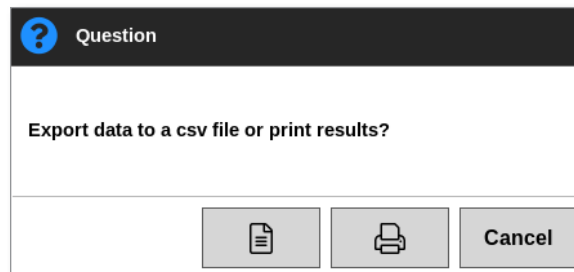 Question
Export data to a csv file or print results?
Cancel